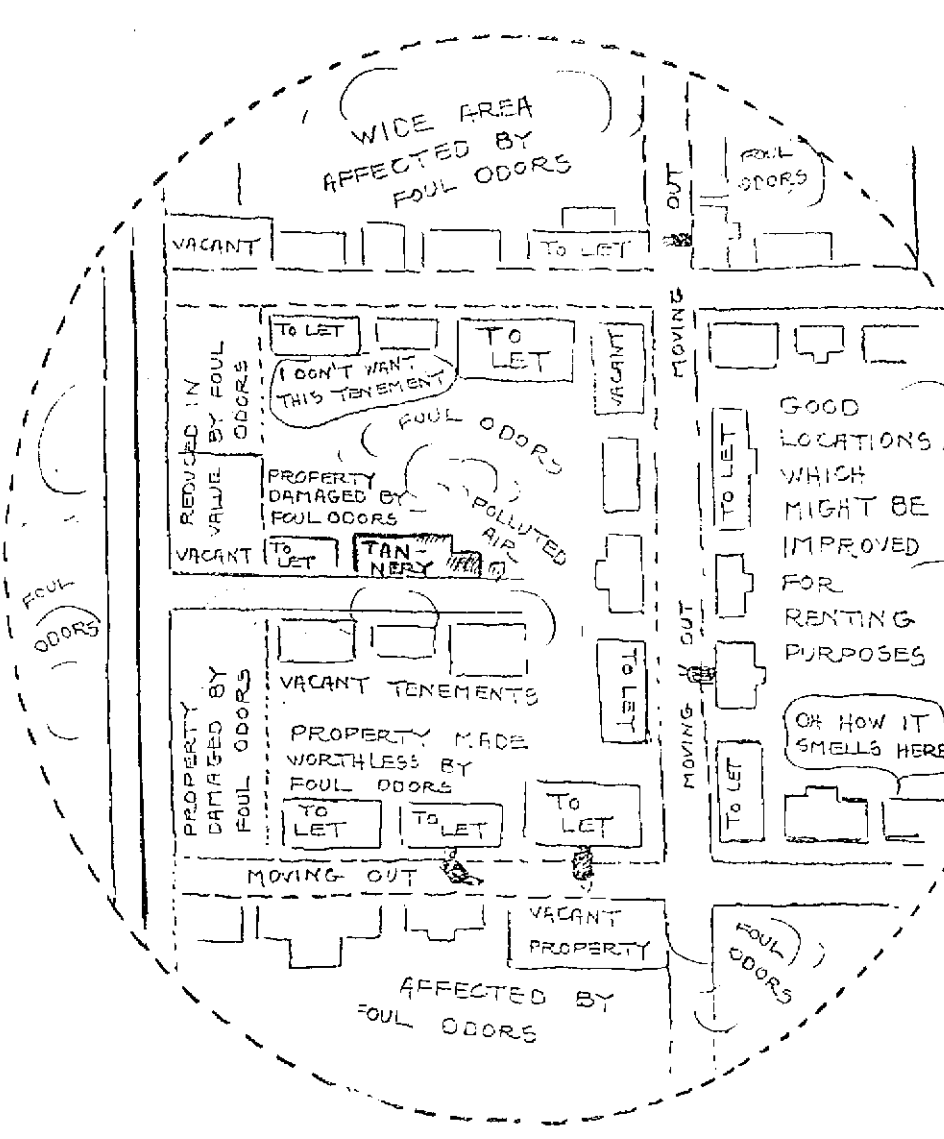 WIDE AREA
AFFECTED BY
FOUL ODORS
FOUL
ODORS
OUT
MOVING
VACANT
TO LET
TO LET
TO
LET
VACANT
I DON'T WANT
THIS TENEMENT
REDUCED IN
VALUE BY FOUL
ODORS
FOUL ODORS
PROPERTY
DAMAGED BY
FOUL ODORS
POLLUTED
AIR
VACANT
TO
LET
TAN-
NERY
TO LET
GOOD
LOCATIONS
WHICH
MIGHT BE
IMPROVED
FOR
RENTING
PURPOSES
FOUL
ODORS
VACANT TENEMENTS
TO LET
MOVING OUT
PROPERTY
DAMAGED BY
FOUL ODORS
PROPERTY MADE
WORTHLESS BY
FOUL ODORS
OH HOW IT
SMELLS HERE
TO
LET
TO LET
TO
LET
TO LET
MOVING OUT
VACANT
PROPERTY
FOUL
ODORS
AFFECTED BY
FOUL ODORS